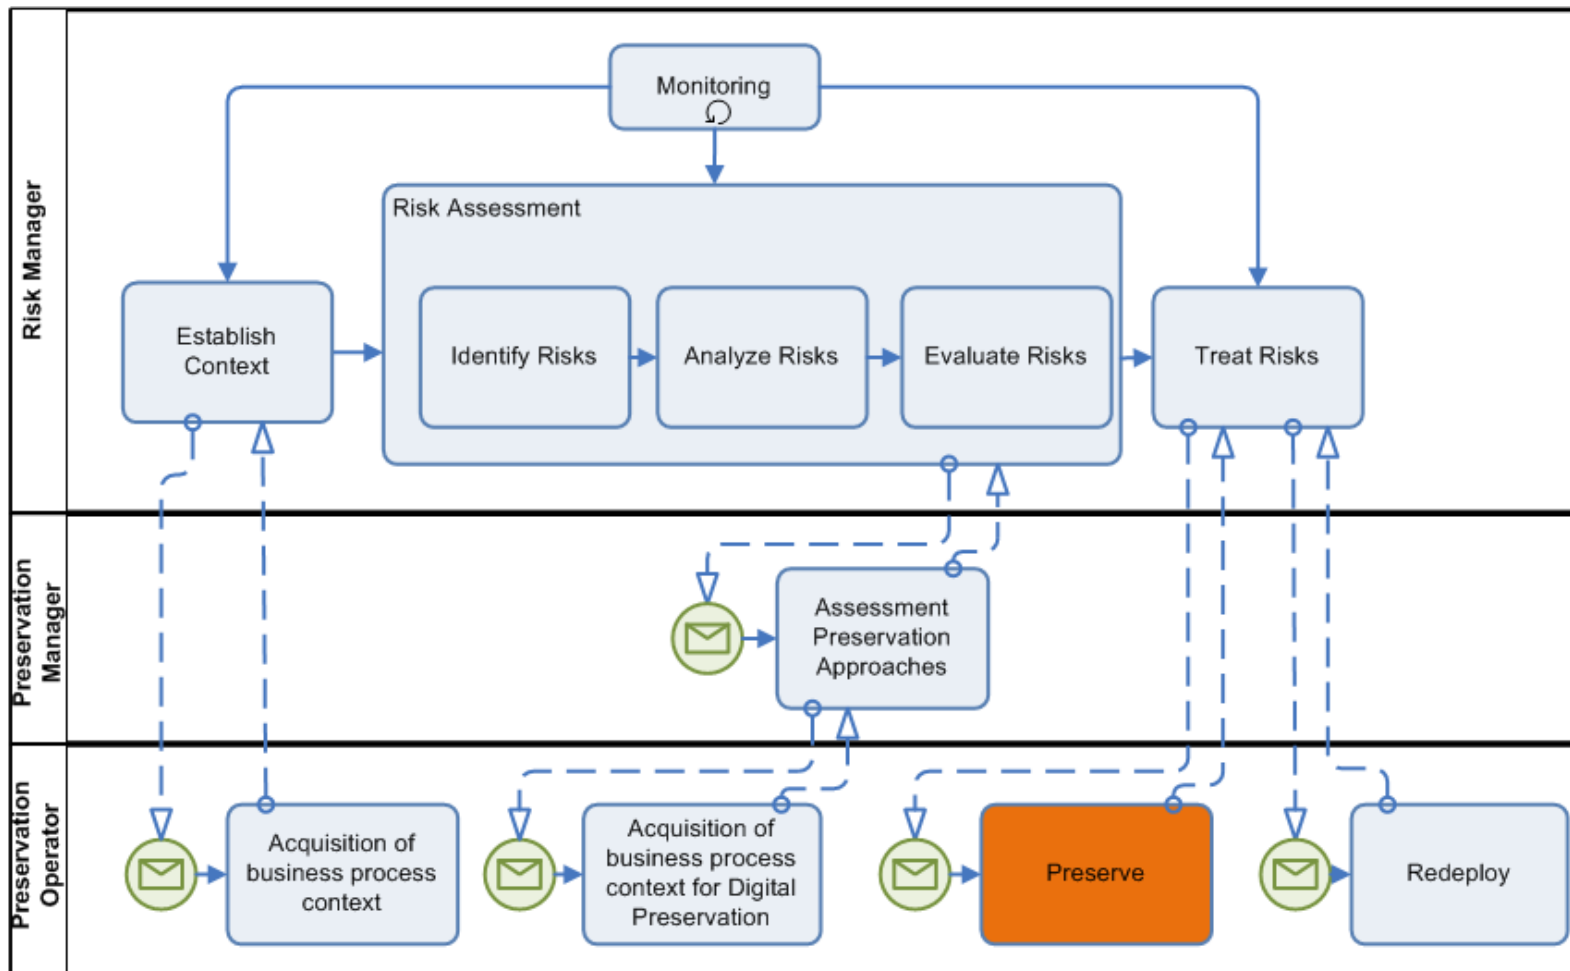 Risk Manager
Monitoring
Risk Assessment
Establish
Context
Identify Risks
Analyze Risks
Evaluate Risks
Treat Risks
Preservation
Manager
Assessment
Preservation
Approaches
Preservation
Operator
Acquisition of
business process
context
Acquisition of
business process
context for Digital
Preservation
Preserve
Redeploy